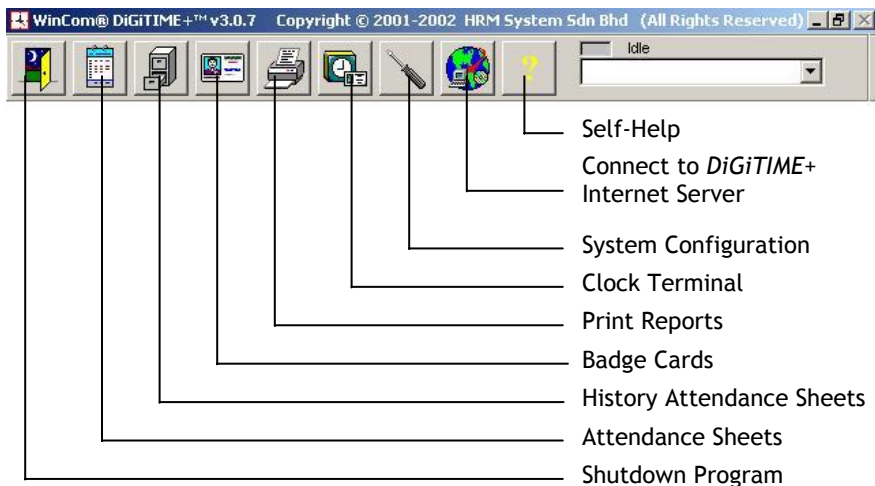 WinCom® DiGiTIME+™ v3.0.7 Copyright © 2001-2002 HRM System Sdn Bhd (All Rights Reserved)
Idle
?
Self-Help
Connect to DiGiTIME+
Internet Server
System Configuration
Clock Terminal
Print Reports
Badge Cards
History Attendance Sheets
Attendance Sheets
Shutdown Program